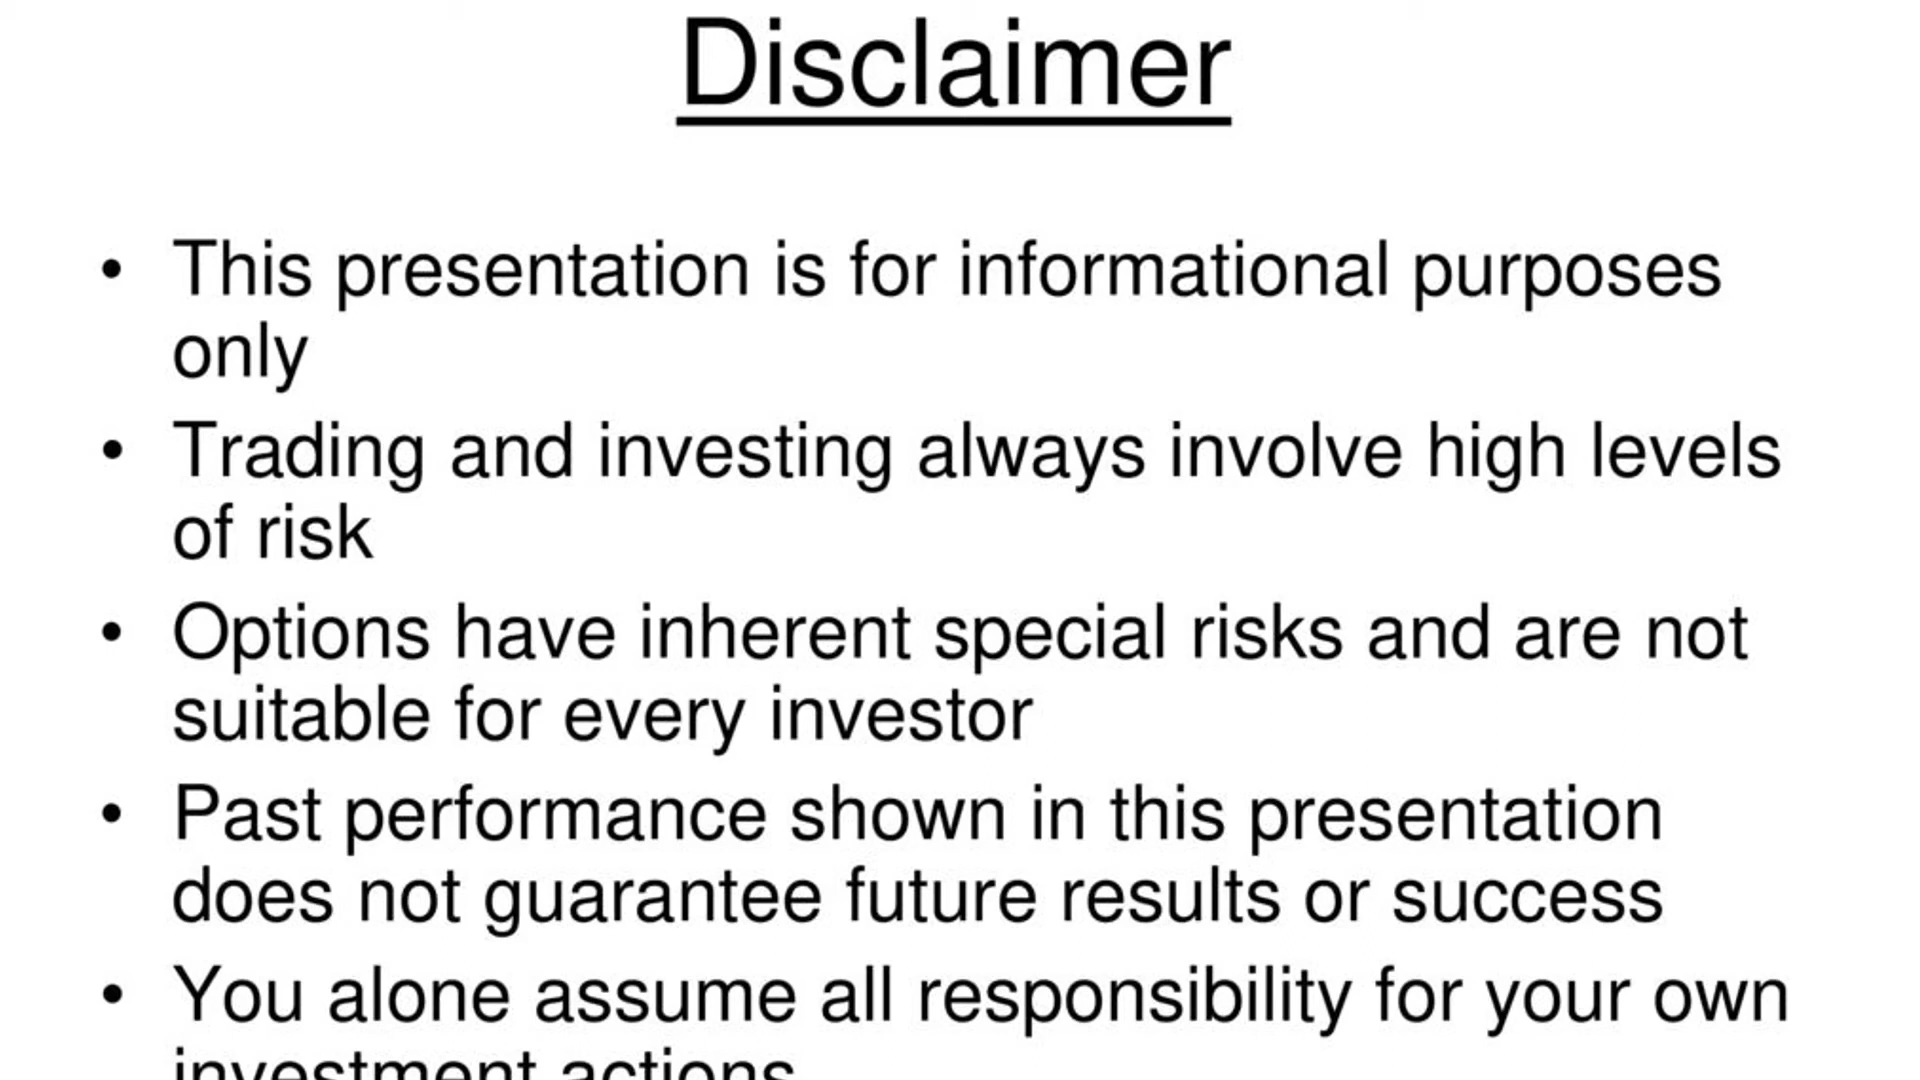 Disclaimer
• This presentation is for informational purposes
only
• Trading and investing always involve high levels
of risk
• Options have inherent special risks and are not
suitable for every investor
• Past performance shown in this presentation
does not guarantee future results or success
• You alone assume all responsibility for your own
investment actions